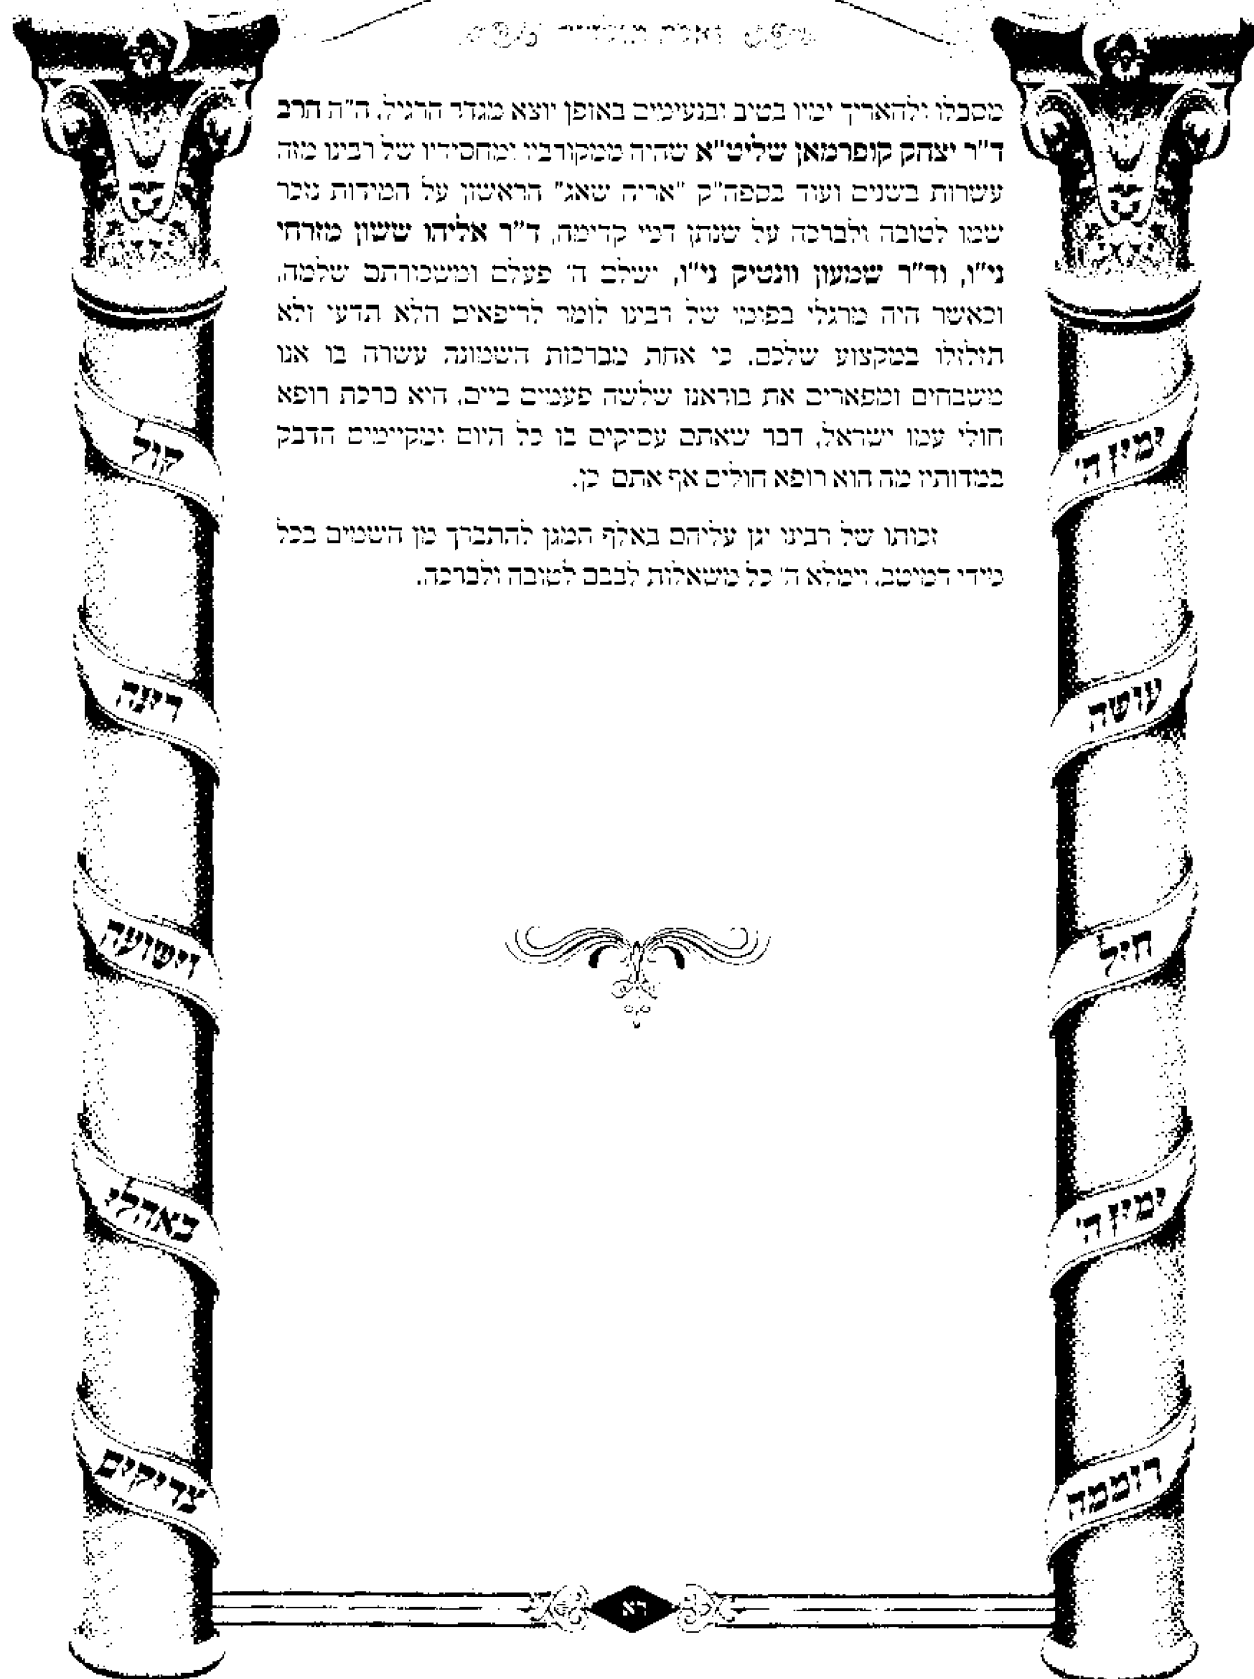 מסבלו ולהאריך ימיו בטוב ובנעימים באופן יוצא מגדר הרגיל, ה"ה הרב
ד"ר יצחק קופרמאן שליט"א שהיה ממקורביו ומחסידיו של רבינו מזה
עשרות בשנים ועוד בספה"ק "אריה שאג" הראשון על המידות נזכר
שמו לטובה ולברכה על שנתן דמי קדימה, ד"ר אליהו ששון מזרחי
ני"ו, וד"ר שמעון וונטיק ני"ו, ישלם ה' פעלם ומשכורתם שלמה,
וכאשר היה מרגלי בפומי של רבינו לומר לרופאים הלא תדעי ולא
תזלזלו במקצוע שלכם, כי אחת מברכות השמונה עשרה בו אנו
משבחים ומפארים את בוראנו שלשה פעמים ביום, היא ברכת רופא
חולי עמו ישראל, דבר שאתם עסיקים בו כל היום ומקיימים הדבק
במדותיו מה הוא רופא חולים אף אתם כן.
זכותו של רבינו יגן עליהם באלף המגן להתברך מן השמים בכל
מידי דמיטב, וימלא ה' כל משאלות לבבם לטובה ולברכה.
קול
רינה
וישועה
באהלי
צדיקים
ימין ה'
עושה
חיל
ימין ה'
רוממה
רא